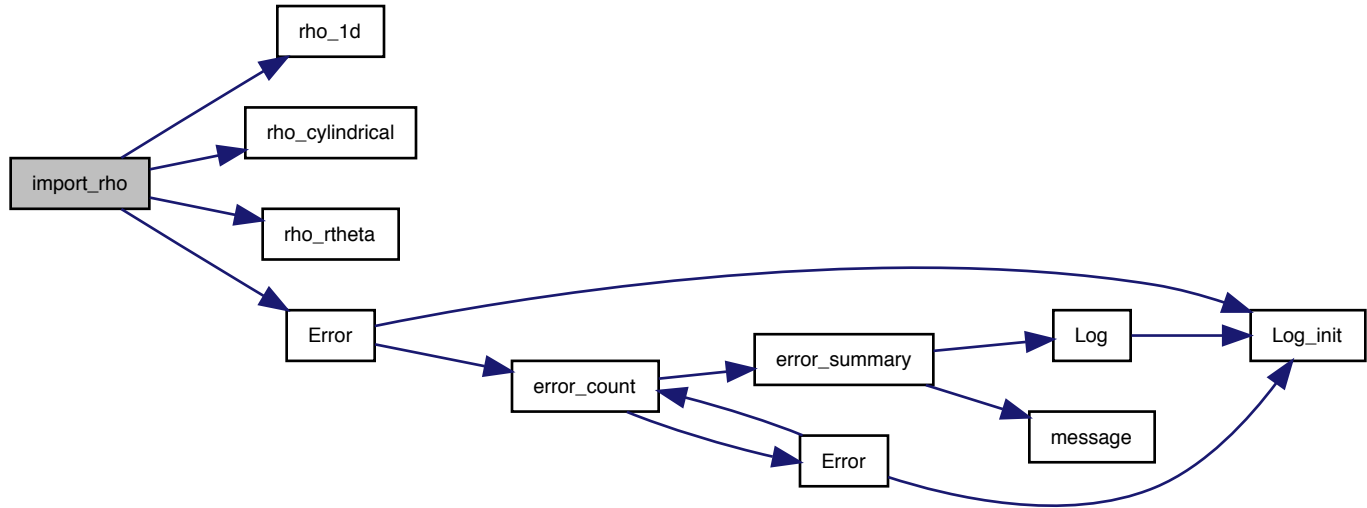 rho_1d
rho_cylindrical
import_rho
rho_rtheta
Error
error_count
error_summary
Log
Log_init
message
Error